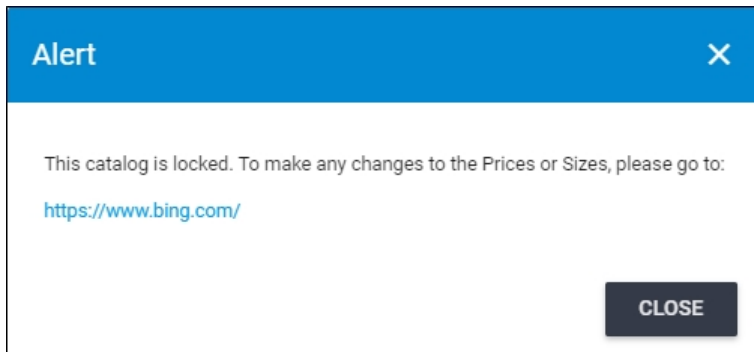 Alert
This catalog is locked. To make any changes to the Prices or Sizes, please go to:
https://www.bing.com/
CLOSE